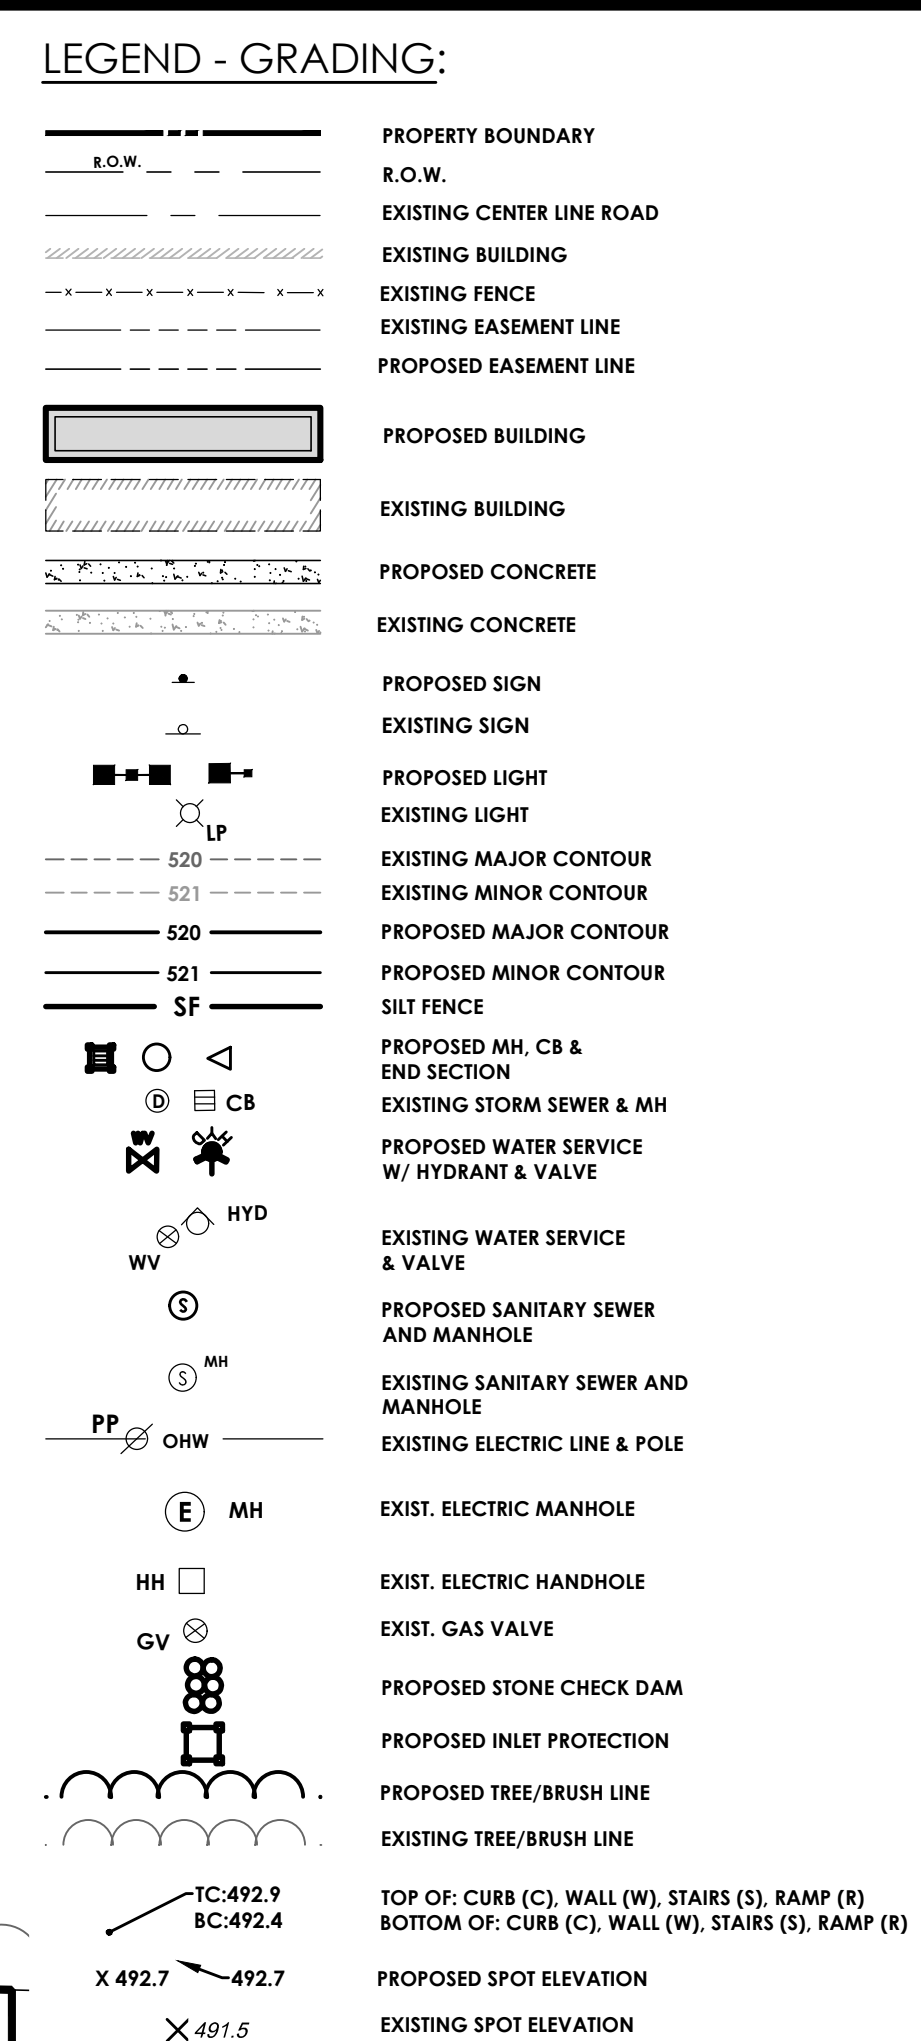 LEGEND - GRADING:
PROPERTY BOUNDARY
R.O.W. R.O.W.
EXISTING CENTER LINE ROAD
EXISTING BUILDING
x x x x x x x EXISTING FENCE
EXISTING EASEMENT LINE
PROPOSED EASEMENT LINE
PROPOSED BUILDING
EXISTING BUILDING
PROPOSED CONCRETE
EXISTING CONCRETE
PROPOSED SIGN
EXISTING SIGN
PROPOSED LIGHT
EXISTING LIGHT
LP
520 EXISTING MAJOR CONTOUR
521 EXISTING MINOR CONTOUR
520 PROPOSED MAJOR CONTOUR
521 PROPOSED MINOR CONTOUR
SF SILT FENCE
PROPOSED MH, CB &
END SECTION
D CB EXISTING STORM SEWER & MH
WV HYD PROPOSED WATER SERVICE
W/ HYDRANT & VALVE
HYD
EXISTING WATER SERVICE
WV & VALVE
S PROPOSED SANITARY SEWER
AND MANHOLE
MH
S EXISTING SANITARY SEWER AND
MANHOLE
PP
OHW EXISTING ELECTRIC LINE & POLE
E MH EXIST. ELECTRIC MANHOLE
HH EXIST. ELECTRIC HANDHOLE
GV EXIST. GAS VALVE
PROPOSED STONE CHECK DAM
PROPOSED INLET PROTECTION
PROPOSED TREE/BRUSH LINE
EXISTING TREE/BRUSH LINE
TC:492.9 TOP OF: CURB (C), WALL (W), STAIRS (S), RAMP (R)
BC:492.4 BOTTOM OF: CURB (C), WALL (W), STAIRS (S), RAMP (R)
X 492.7 492.7 PROPOSED SPOT ELEVATION
X 491.5 EXISTING SPOT ELEVATION